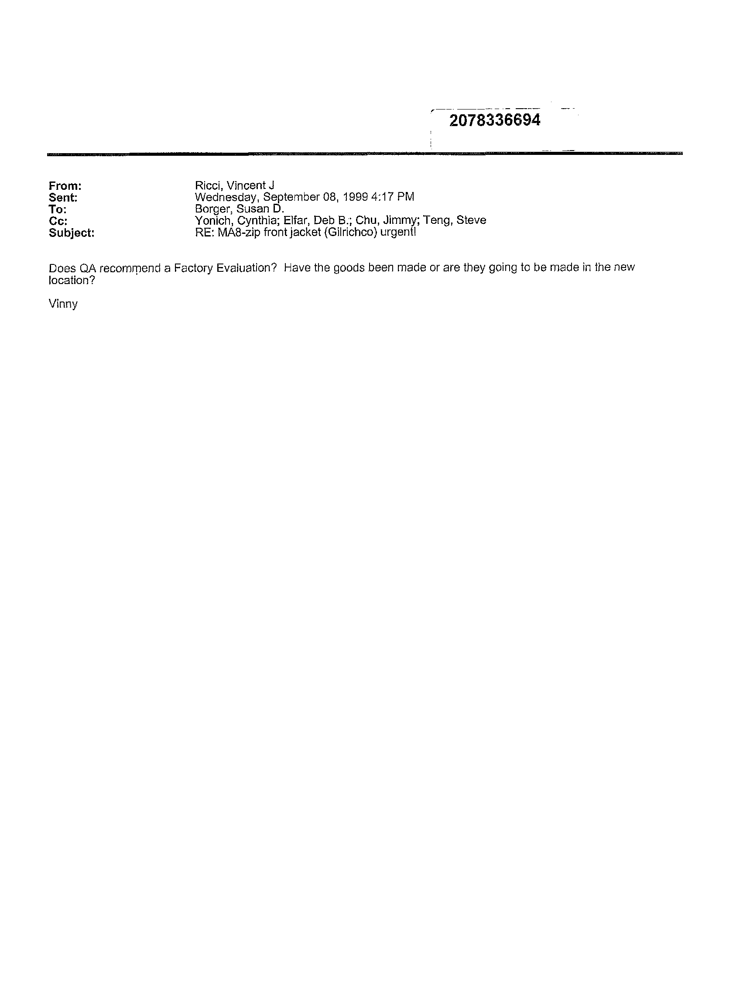 2078336694
From: Ricci, Vincent J
Sent: Wednesday, September 08, 1999 4:17 PM
To: Borger, Susan D.
Cc: Yonich, Cynthia; Elfar, Deb B.; Chu, Jimmy; Teng, Steve
Subject: RE: MA8-zip front jacket (Gilrichco) urgent!
Does QA recommend a Factory Evaluation? Have the goods been made or are they going to be made in the new
location?
Vinny